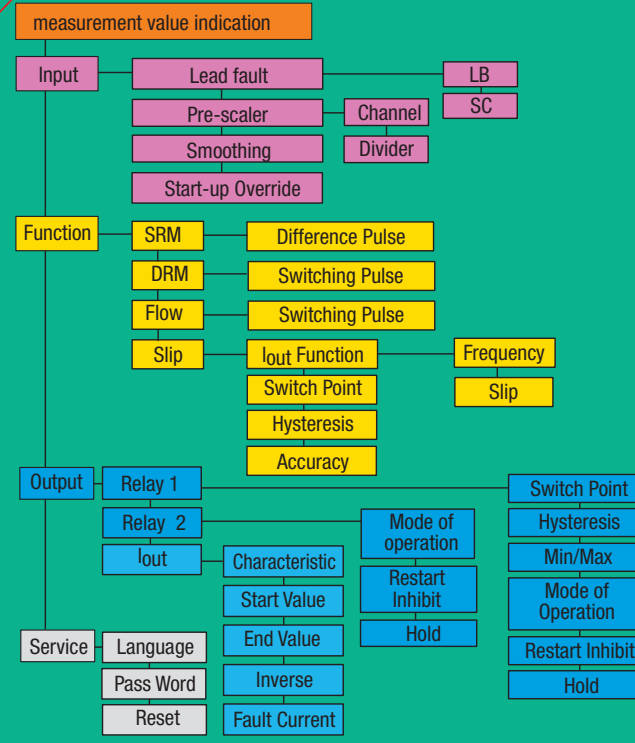 measurement value indication
Input
Lead fault
LB
SC
Pre-scaler
Channel
Divider
Smoothing
Start-up Override
Function
SRM
Difference Pulse
DRM
Switching Pulse
Flow
Switching Pulse
Slip
Iout Function
Frequency
Slip
Switch Point
Hysteresis
Accuracy
Output
Relay 1
Switch Point
Hysteresis
Min/Max
Mode of
Operation
Restart Inhibit
Hold
Relay 2
Mode of
operation
Restart
Inhibit
Hold
Iout
Characteristic
Start Value
End Value
Inverse
Fault Current
Service
Language
Pass Word
Reset